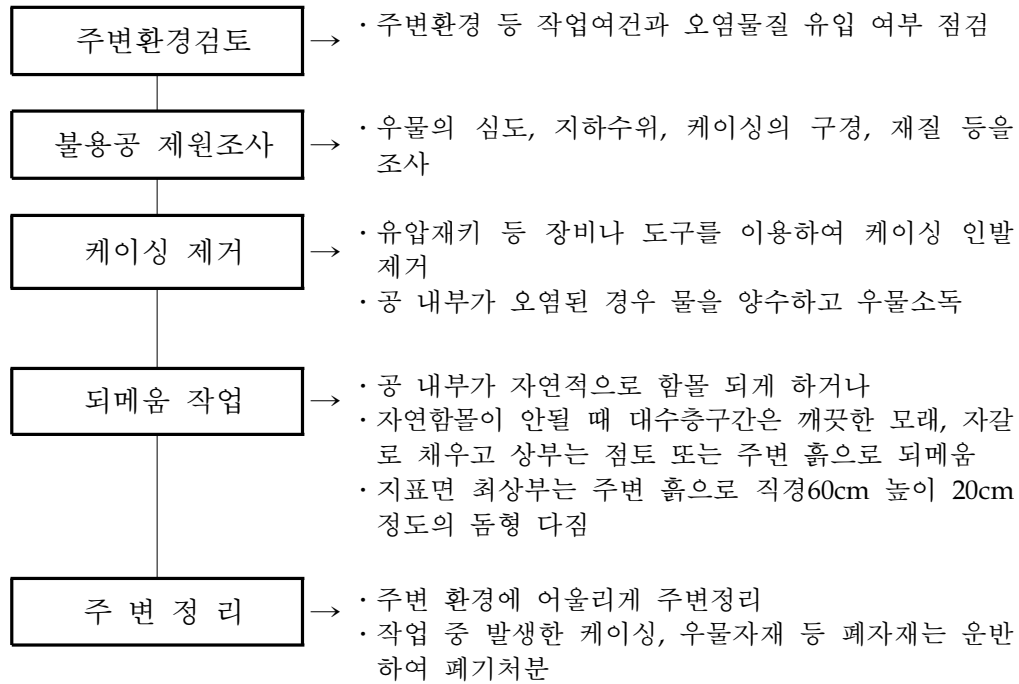 주변환경검토
→
· 주변환경 등 작업여건과 오염물질 유입 여부 점검
불용공 제원조사
→
· 우물의 심도, 지하수위, 케이싱의 구경, 재질 등을
조사
케이싱 제거
→
· 유압재키 등 장비나 도구를 이용하여 케이싱 인발
제거
· 공 내부가 오염된 경우 물을 양수하고 우물소독
되메움 작업
→
· 공 내부가 자연적으로 함몰 되게 하거나
· 자연함몰이 안될 때 대수층구간은 깨끗한 모래, 자갈
로 채우고 상부는 점토 또는 주변 흙으로 되메움
· 지표면 최상부는 주변 흙으로 직경60cm 높이 20cm
정도의 돔형 다짐
주 변 정 리
→
· 주변 환경에 어울리게 주변정리
· 작업 중 발생한 케이싱, 우물자재 등 폐자재는 운반
하여 폐기처분